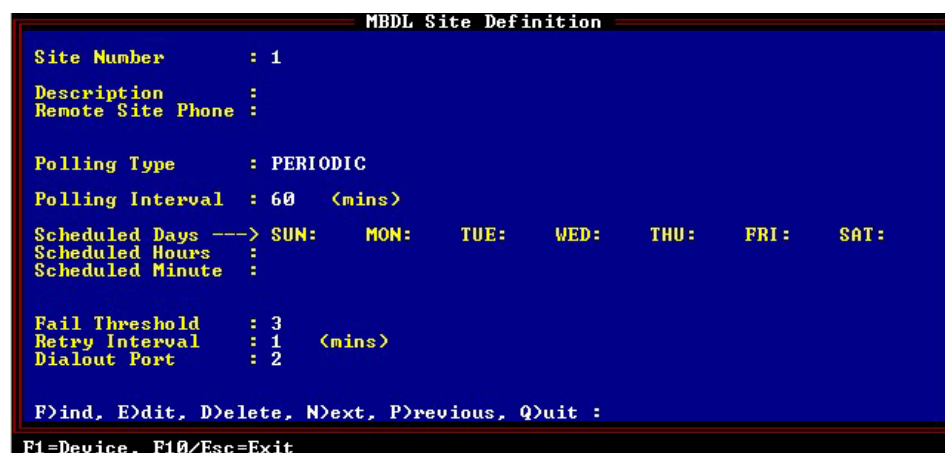 MBDL Site Definition
Site Number : 1
Description :
Remote Site Phone :
Polling Type : PERIODIC
Polling Interval : 60 (mins)
Scheduled Days ---> SUN: MON: TUE: WED: THU: FRI: SAT:
Scheduled Hours :
Scheduled Minute :
Fail Threshold : 3
Retry Interval : 1 (mins)
Dialout Port : 2
F)ind, E)dit, D)elete, N)ext, P)revious, Q)uit :
F1=Device, F10/Esc=Exit